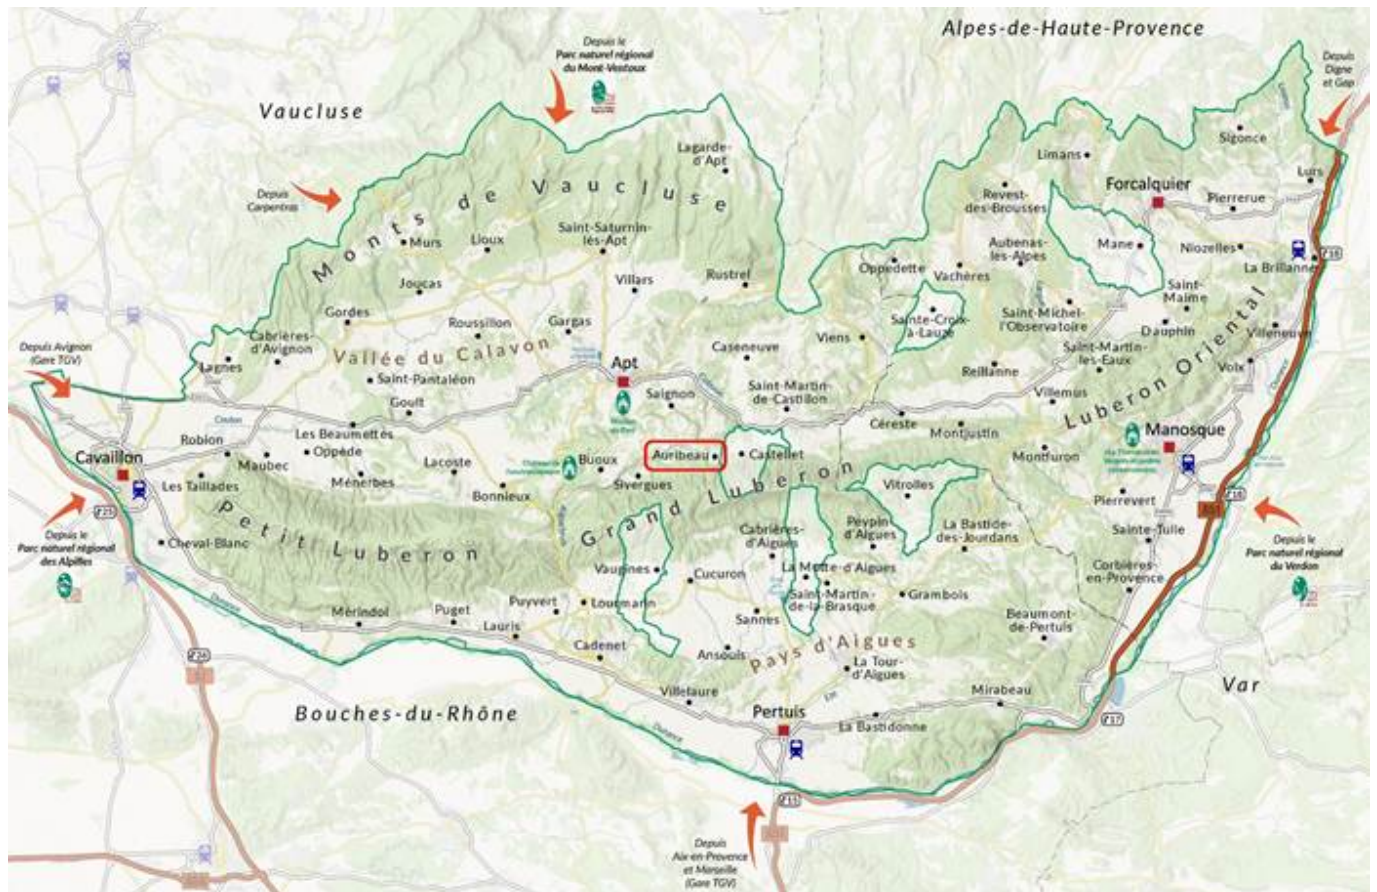 Alpes-de-Haute-Provence
Depuis le
Parc naturel régional
du Mont-Ventoux
Depuis
Digne
et Gap
Vaucluse
Sigonce
Lagarde-
d'Apt
Limans
Lurs
Depuis
Carpentras
Monts de Vaucluse
Revest-
des-Brousses
Forcalquier
Pierrerue
Murs
Lioux
Saint-Saturnin-
lès-Apt
Aubenas-
les-Alpes
Mane
Niozelles
La Brillanne
Oppedette
Vachères
Joucas
Villars
Rustrel
Saint-
Maime
Gordes
Roussillon
Gargas
Sainte-Croix-
à-Lauze
Saint-Michel-
l'Observatoire
Dauphin
Villeneuve
Cabrières-
d'Avignon
Vallée du Calavon
Viens
Caseneuve
Saint-Martin-
les-Eaux
Depuis Avignon
(Gare TGV)
Lagnes
Apt
Reillanne
Volx
Saint-Pantaléon
Saignon
Saint-Martin-
de-Castillon
Villemus
Luberon Oriental
Durance
Goult
Céreste
Montjustin
Manosque
Les Beaumettes
Robion
Oppède
Cavaillon
Maubec
Lacoste
Buoux
Auribeau
Castellet
Montfuron
Les Taillades
Ménerbes
Bonnieux
Sivergues
Vitrolles
Pierrevert
18
A51
25
Petit Luberon
Grand Luberon
Cabrières-
d'Aigues
Peypin-
d'Aigues
La Bastide-
des-Jourdans
Sainte-Tulle
Depuis le
Parc naturel régional
des Alpilles
Cheval-Blanc
Depuis le
Parc naturel régional
du Verdon
Vaugines
Cucuron
La Motte-d'Aigues
Corbières-
en-Provence
Saint-Martin-
de-la-Brasque
Grambois
Durance
Mérindol
Puget
Puyvert
Lourmarin
Lauris
Sannes
Beaumont-
de-Pertuis
Cadenet
Ansouis
Pays d'Aigues
26
La Tour-
d'Aigues
Var
Villelaure
Mirabeau
Bouches-du-Rhône
Durance
Pertuis
La Bastidonne
17
15
Depuis
Aix-en-Provence
et Marseille
(Gare TGV)